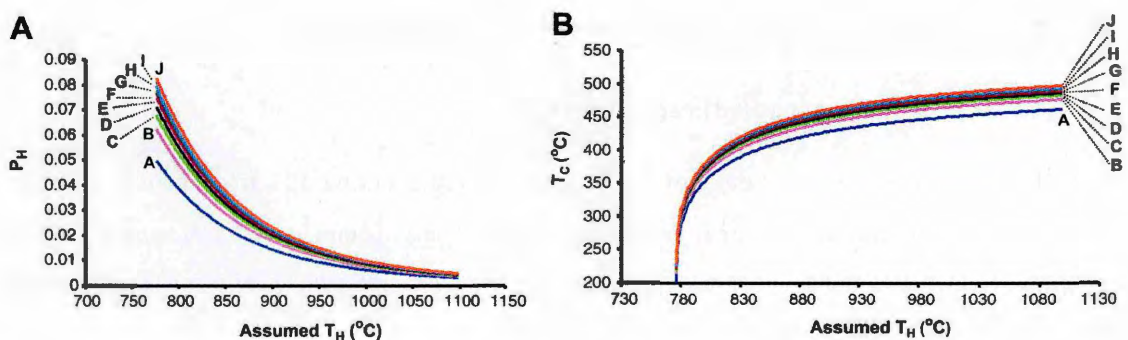 A
0.09
0.08
0.07
0.06
0.05
0.04
0.03
0.02
0.01
0
P_H
I
H
G
F
E
D
C
B
A
J
700 750 800 850 900 950 1000 1050 1100 1150
Assumed T_H (°C)
B
550
500
450
400
350
300
250
200
T_C (°C)
J
I
H
G
F
E
D
C
B
A
730 780 830 880 930 980 1030 1080 1130
Assumed T_H (°C)